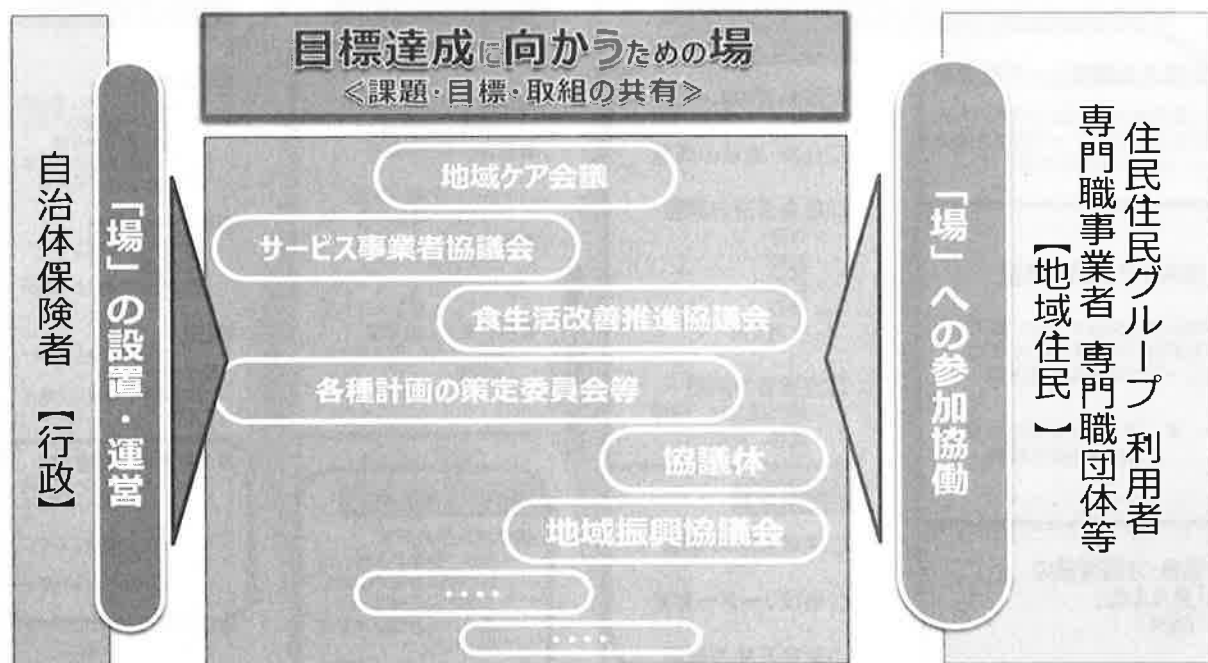 目標達成に向かうための場
≪課題・目標・取組の共有≫
自治体保険者 【行政】
「場」の設置・運営
地域ケア会議
サービス事業者協議会
食生活改善推進協議会
各種計画の策定委員会等
協議体
地域振興協議会
・・・・
・・・・
「場」への参加協働
住民住民グループ・利用者
専門職事業者 専門職団体等
【地域住民】